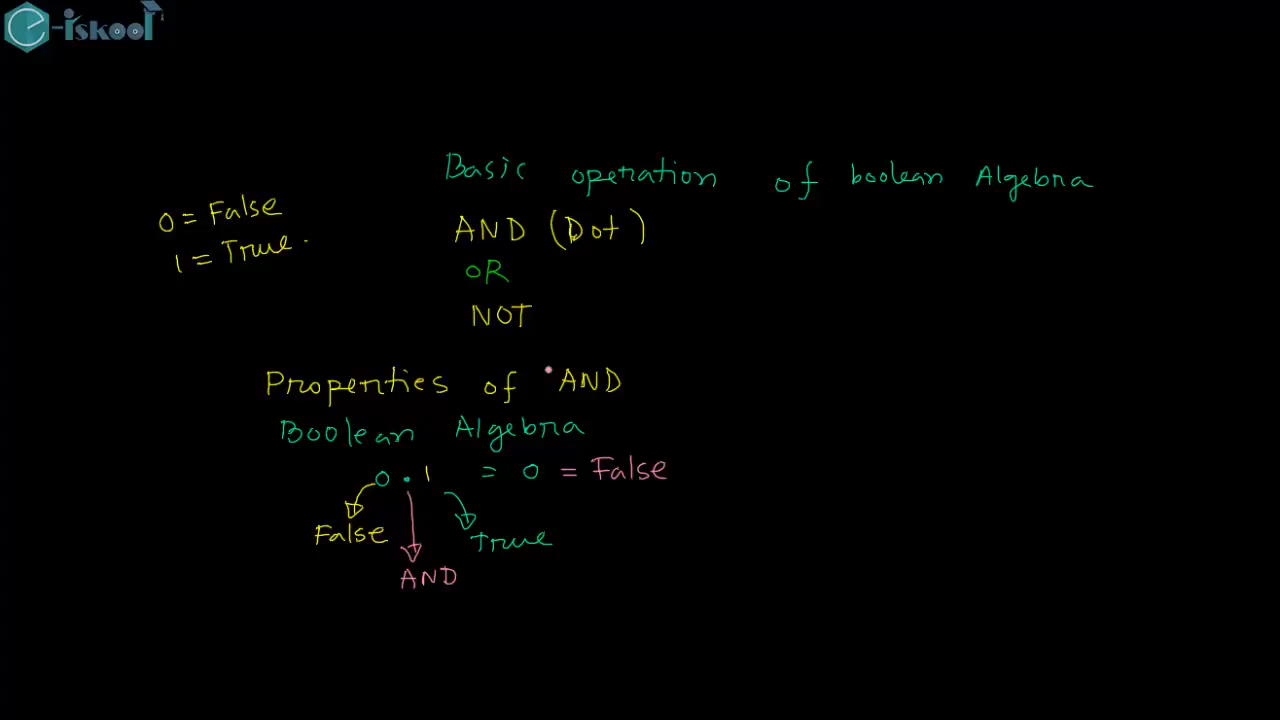 e-iskool
Basic operation of boolean Algebra
0 = False
1 = True.
AND (Dot)
OR
NOT
Properties of AND
Boolean Algebra
0 . 1 = 0 = False
False
True
AND